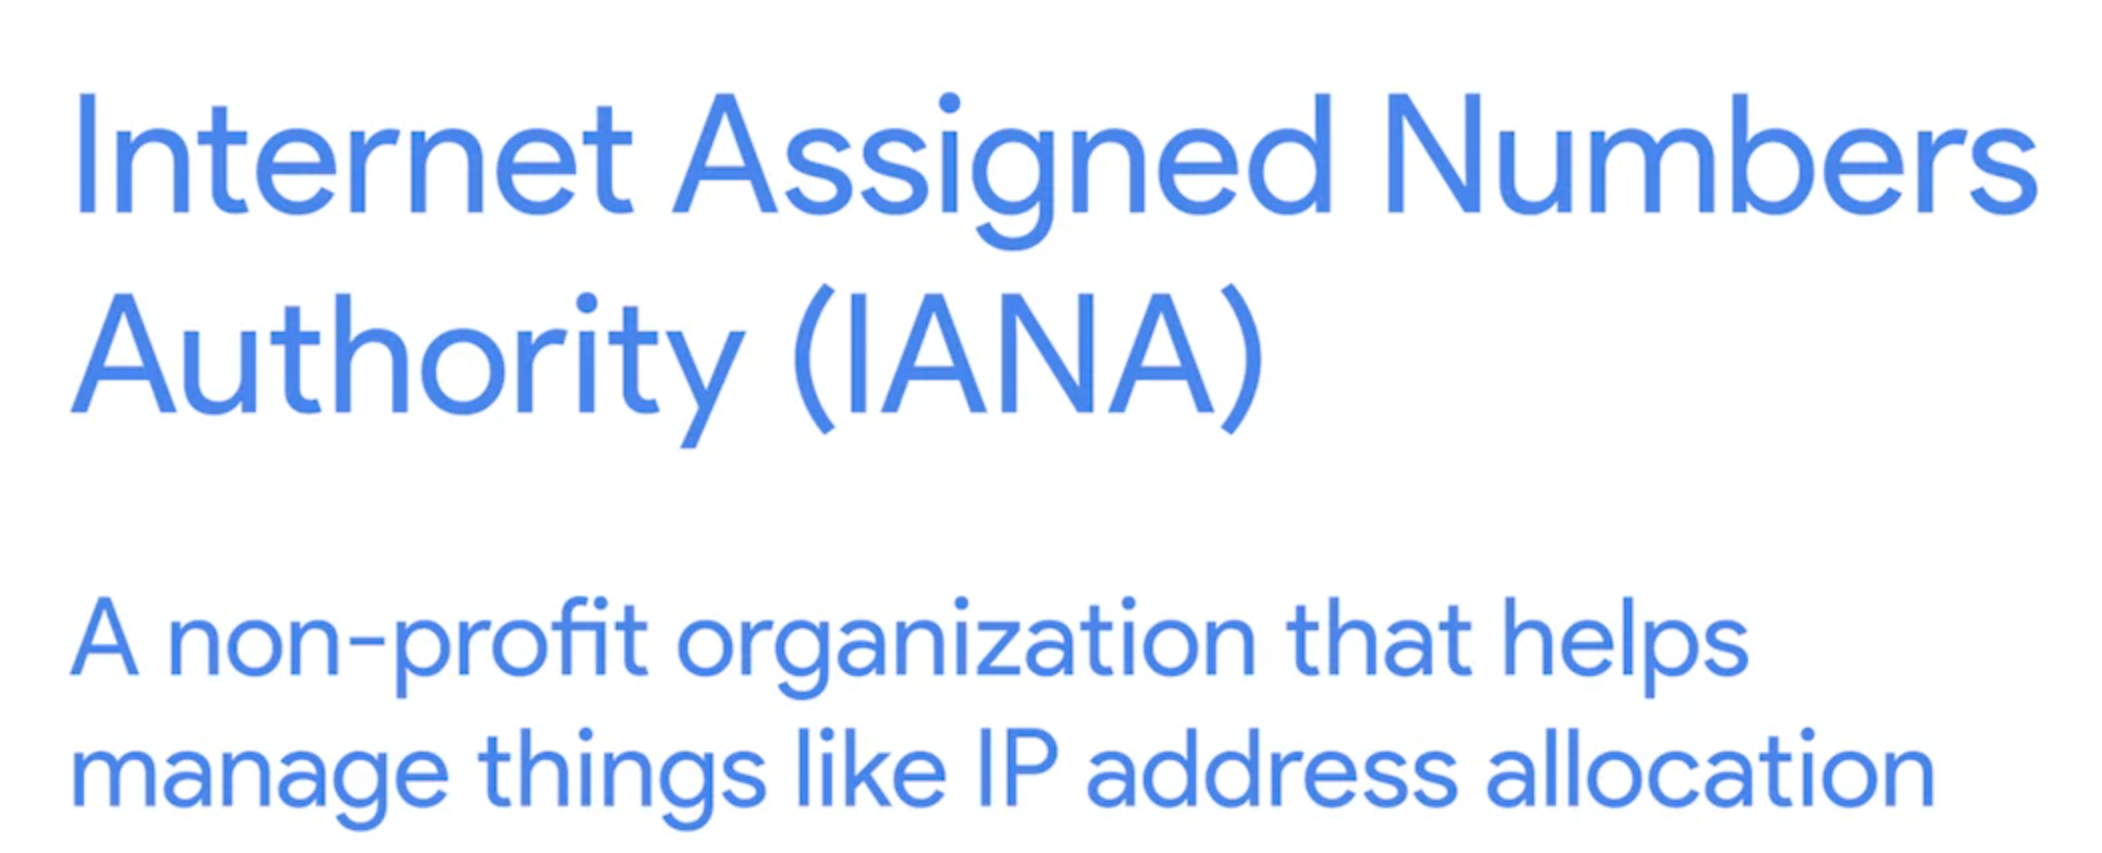 Internet Assigned Numbers
Authority (IANA)
A non-profit organization that helps
manage things like IP address allocation